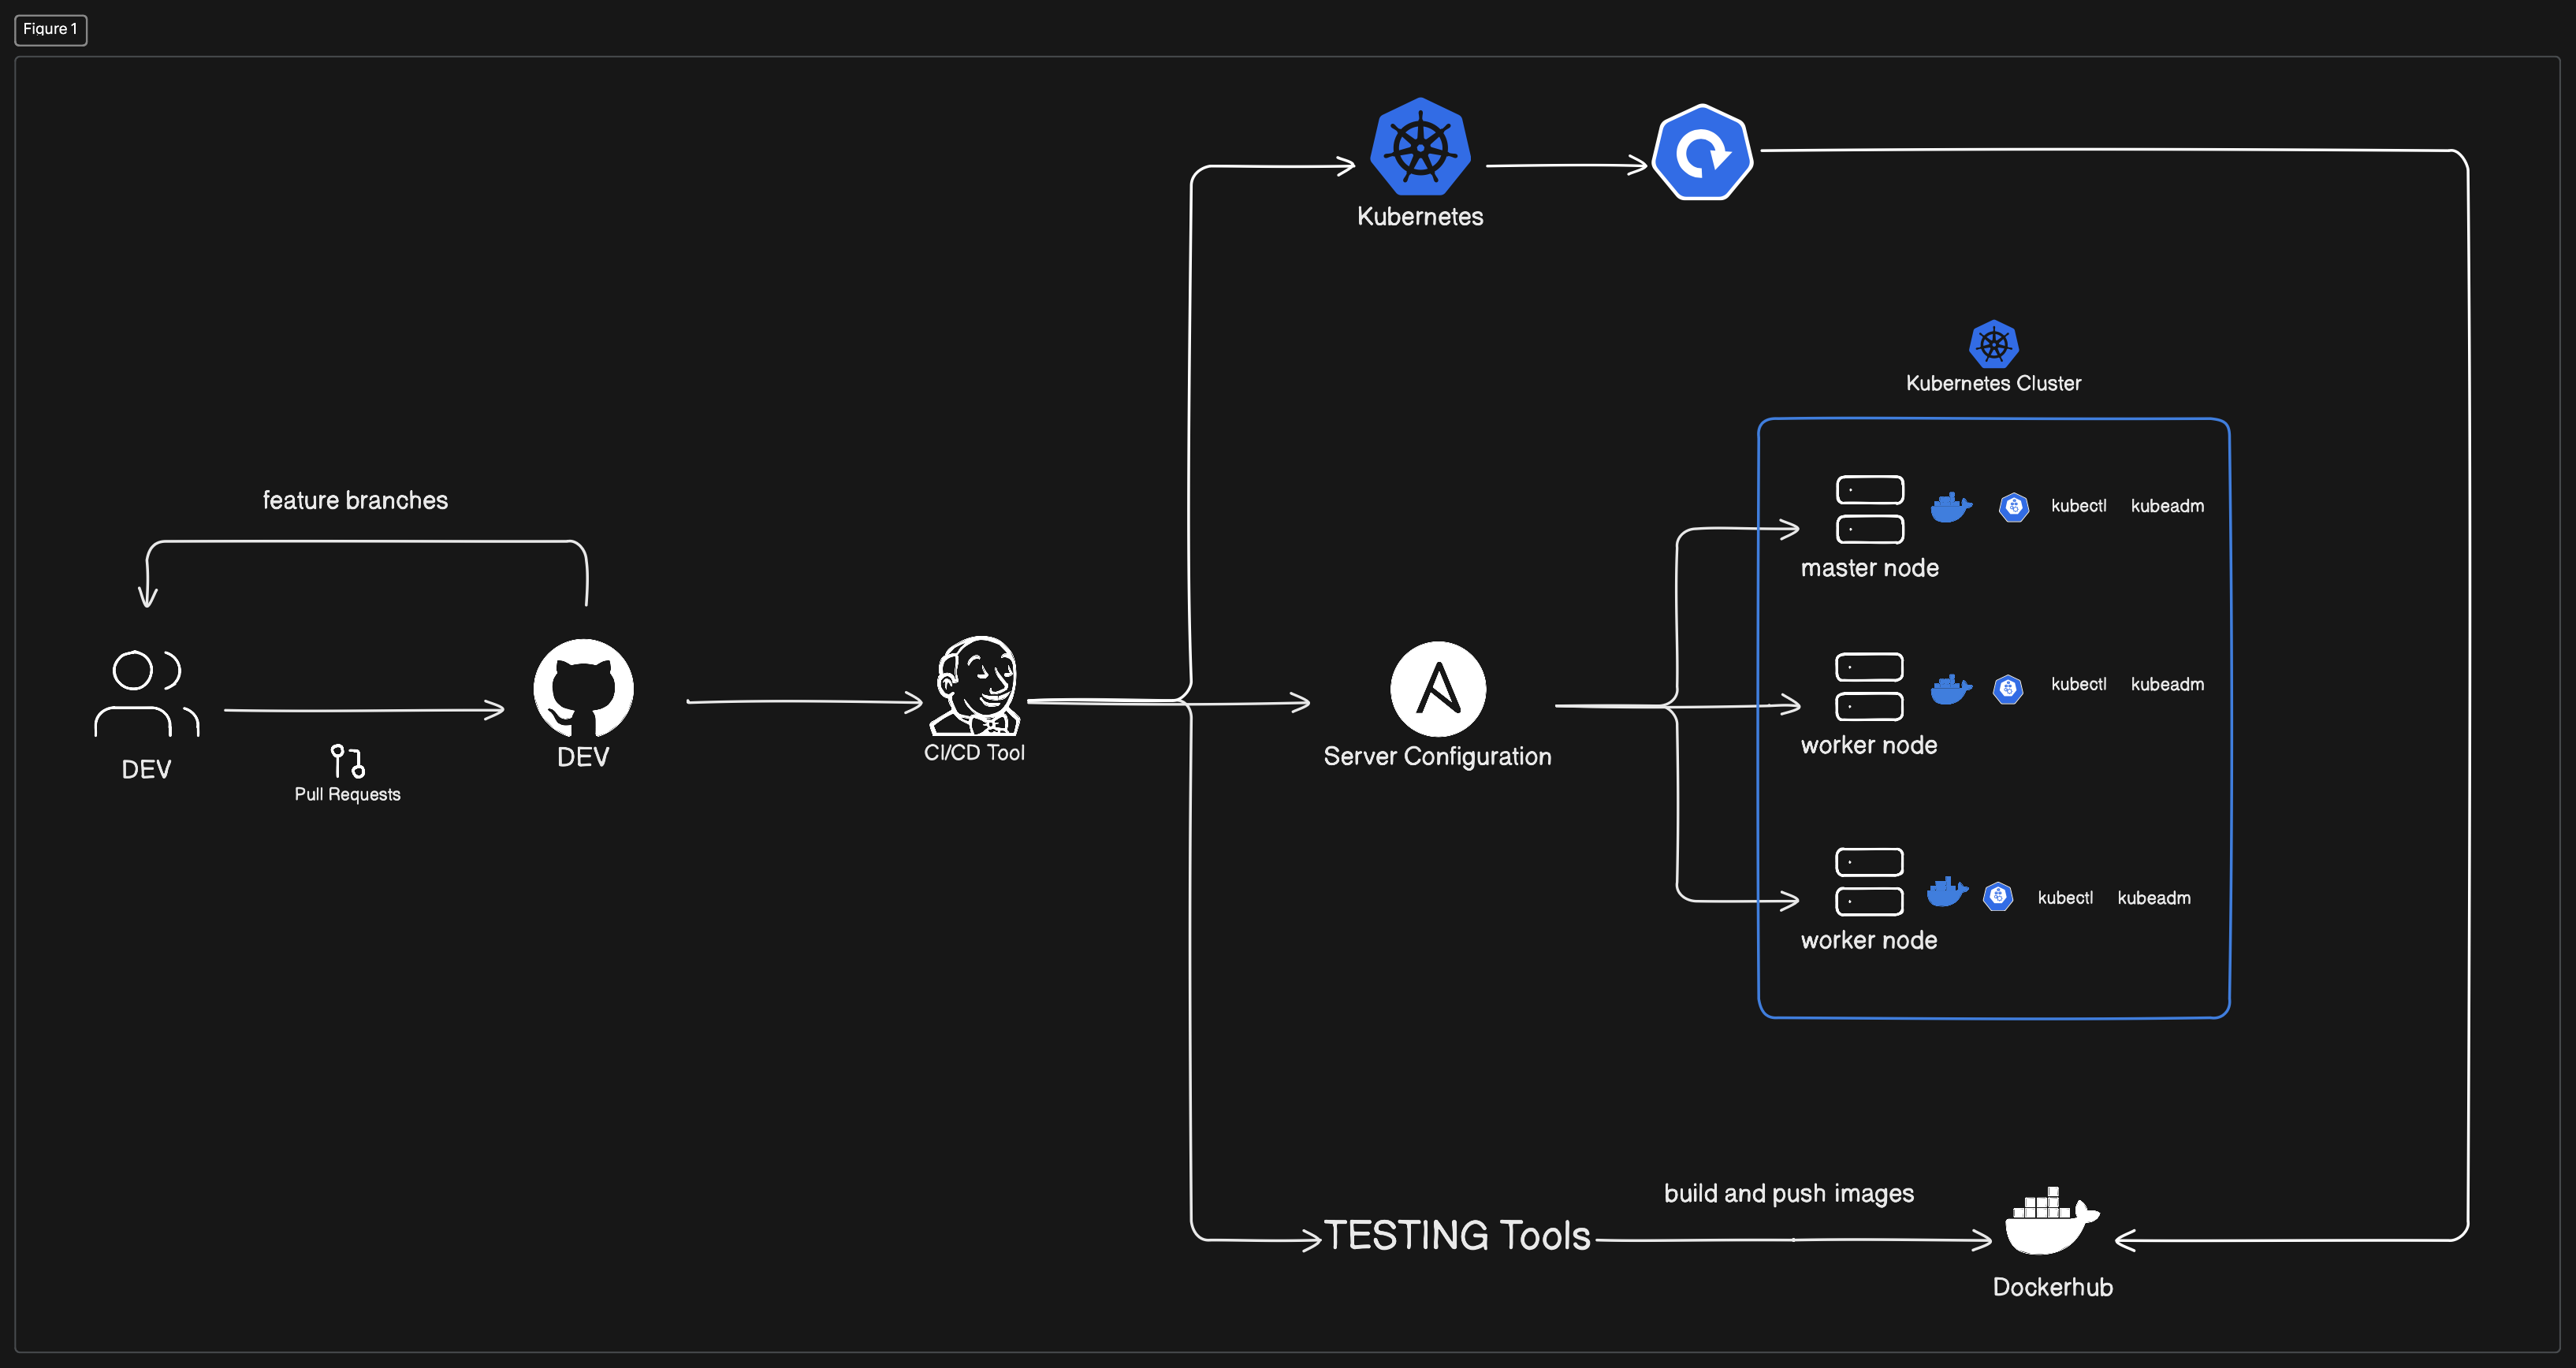 Figure 1
Kubernetes
Kubernetes Cluster
feature branches
kubectl kubeadm
master node
kubectl kubeadm
worker node
DEV
Pull Requests
DEV
CI/CD Tool
Server Configuration
kubectl kubeadm
worker node
build and push images
TESTING Tools
Dockerhub